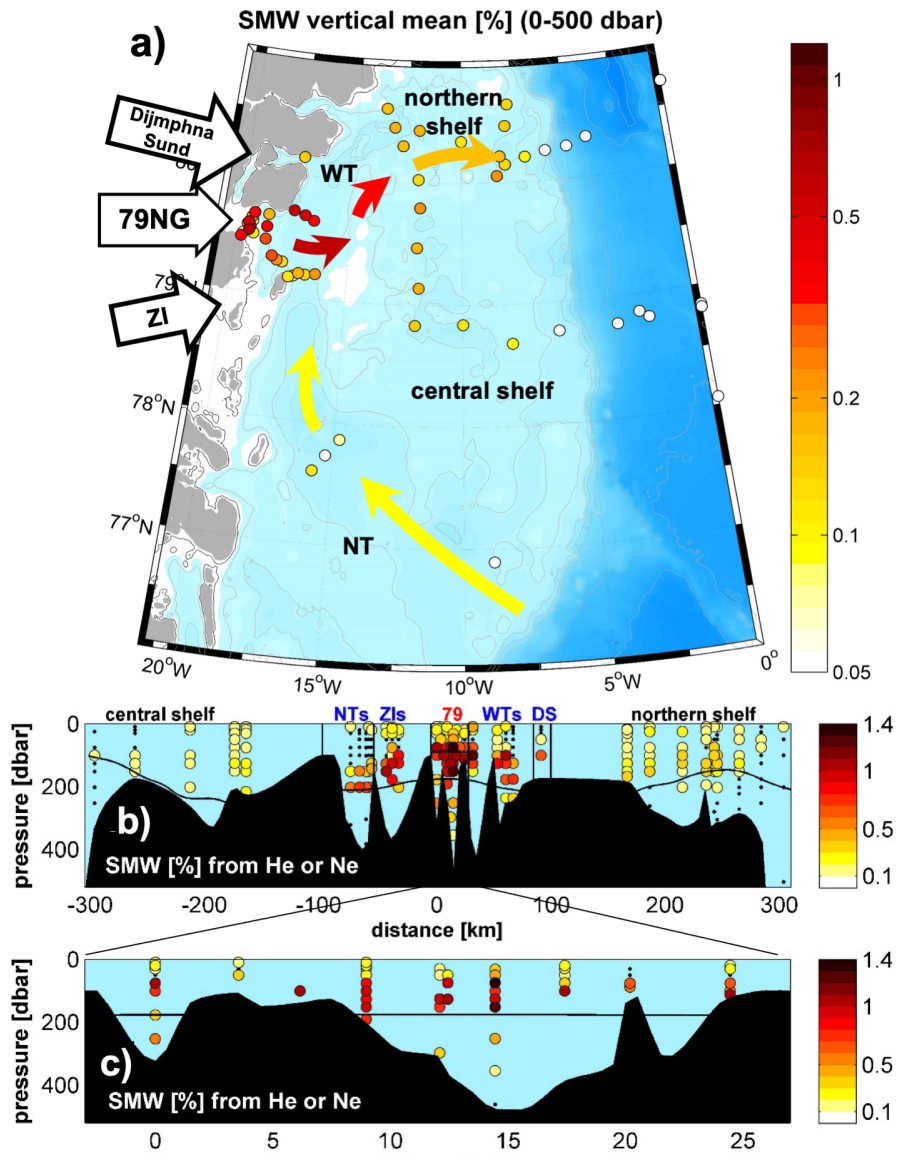 SMW vertical mean [%] (0-500 dbar)
a)
northern
shelf
Dijmphna
Sund
WT
79NG
79°N
ZI
central shelf
78°N
77°N
NT
20°W
15°W
10°W
5°W
0°
1
0.5
0.2
0.1
0.05
central shelf
NTs
ZIs
79
WTs
DS
northern shelf
0
200
400
pressure [dbar]
b)
SMW [%] from He or Ne
-300
-200
-100
0
100
200
300
distance [km]
1.4
1
0.5
0.1
0
200
400
pressure [dbar]
c)
SMW [%] from He or Ne
0
5
10
15
20
25
1.4
1
0.5
0.1